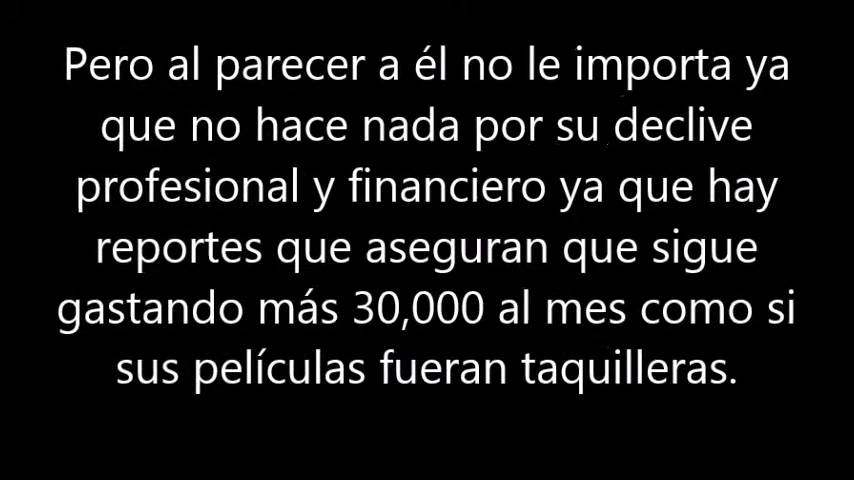 Pero al parecer a él no le importa ya
que no hace nada por su declive
profesional y financiero ya que hay
reportes que aseguran que sigue
gastando más 30,000 al mes como si
sus películas fueran taquilleras.